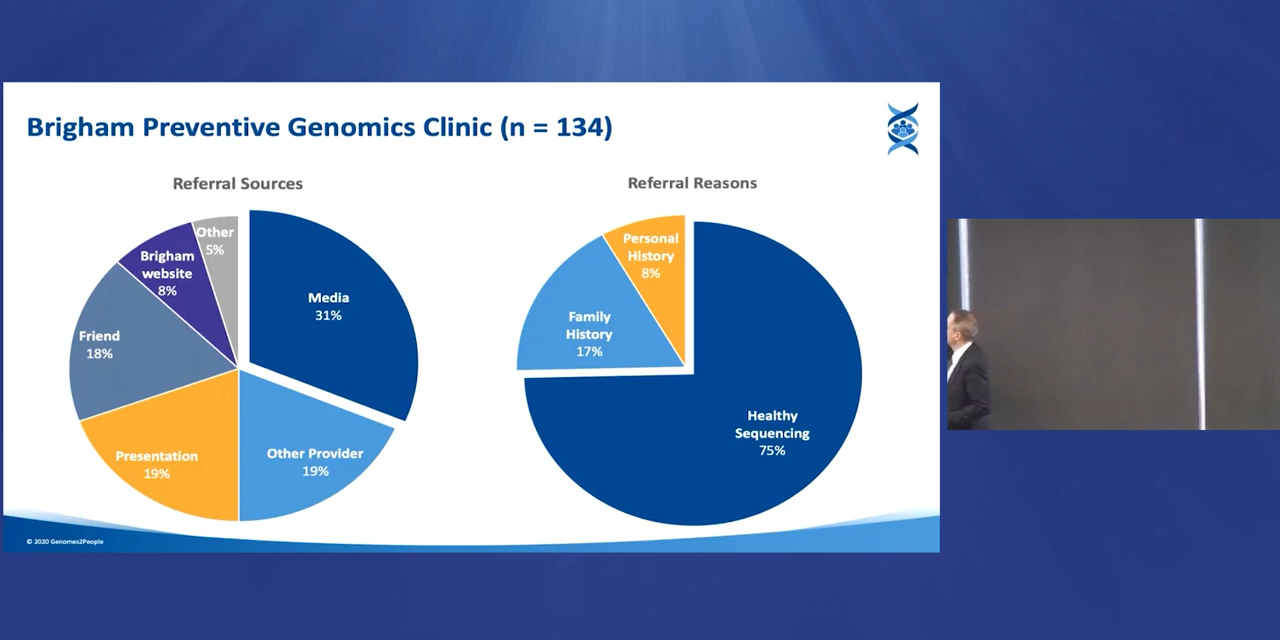 Brigham Preventive Genomics Clinic (n = 134)
Referral Sources
Other
5%
Brigham
website
8%
Media
31%
Friend
18%
Presentation
19%
Other Provider
19%
Referral Reasons
Personal
History
8%
Family
History
17%
Healthy
Sequencing
75%
© 2020 Genomes2People